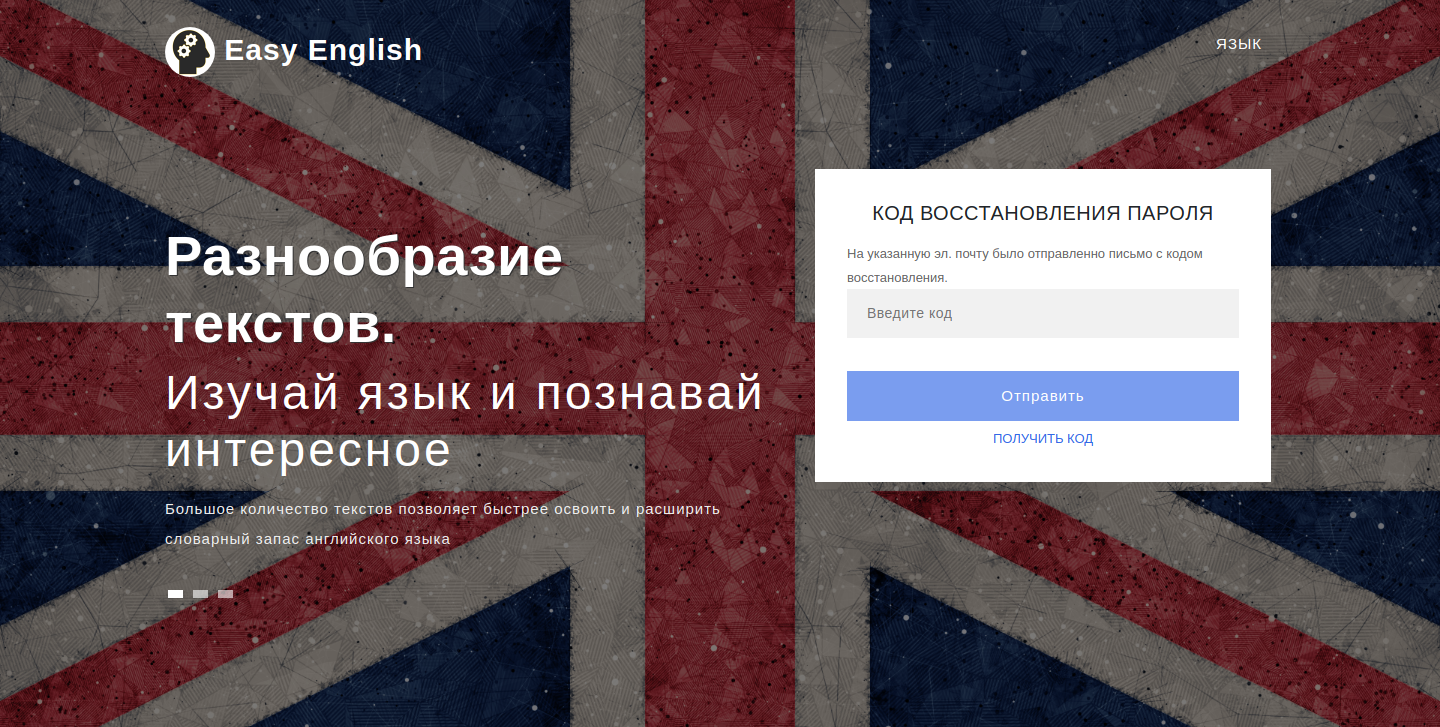 Easy English
ЯЗЫК
Разнообразие
текстов.
Изучай язык и познавай
интересное
Большое количество текстов позволяет быстрее освоить и расширить
словарный запас английского языка
КОД ВОССТАНОВЛЕНИЯ ПАРОЛЯ
На указанную эл. почту было отправленно письмо с кодом
восстановления.
Введите код
Отправить
ПОЛУЧИТЬ КОД